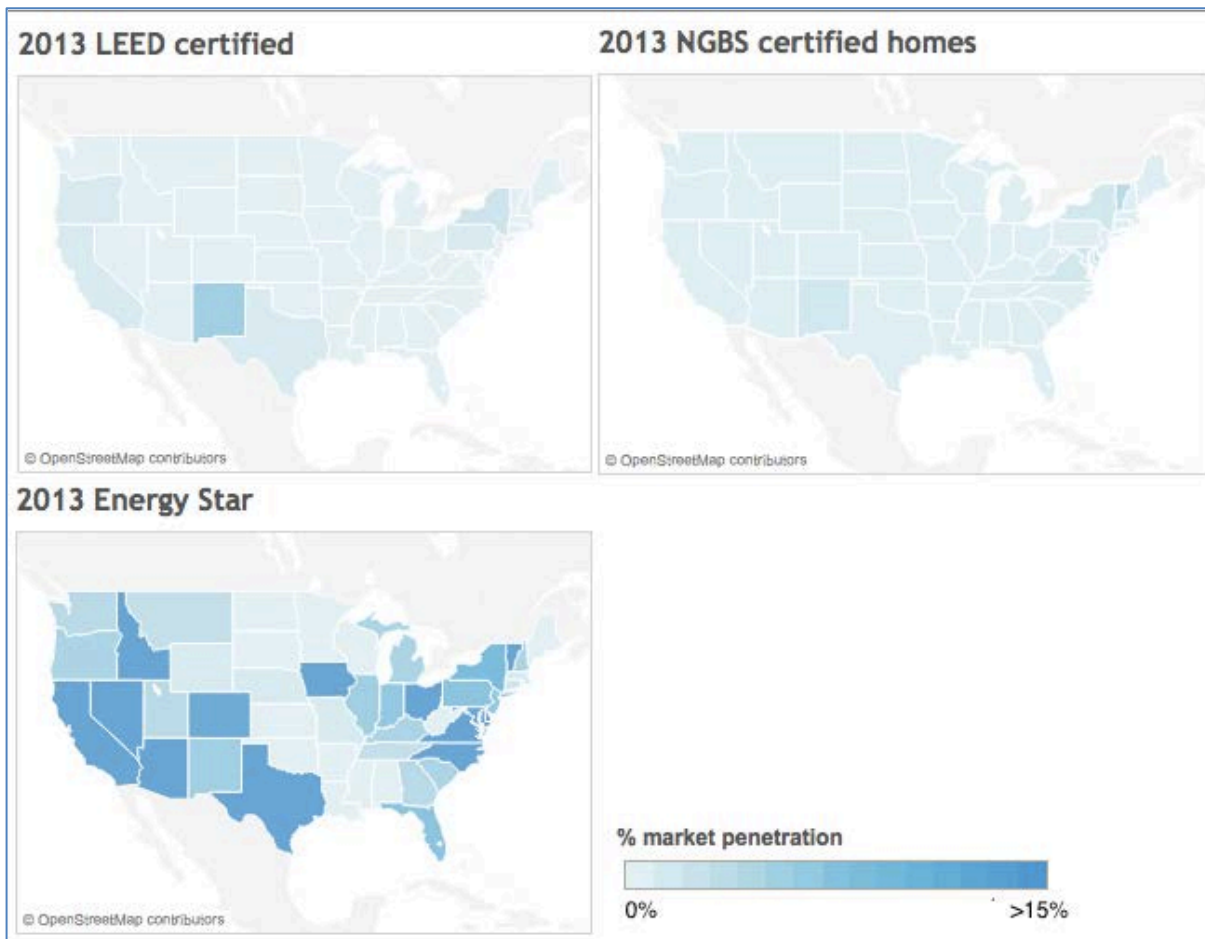 2013 LEED certified
2013 NGBS certified homes
© OpenStreetMap contributors
© OpenStreetMap contributors
2013 Energy Star
© OpenStreetMap contributors
% market penetration
0%
>15%